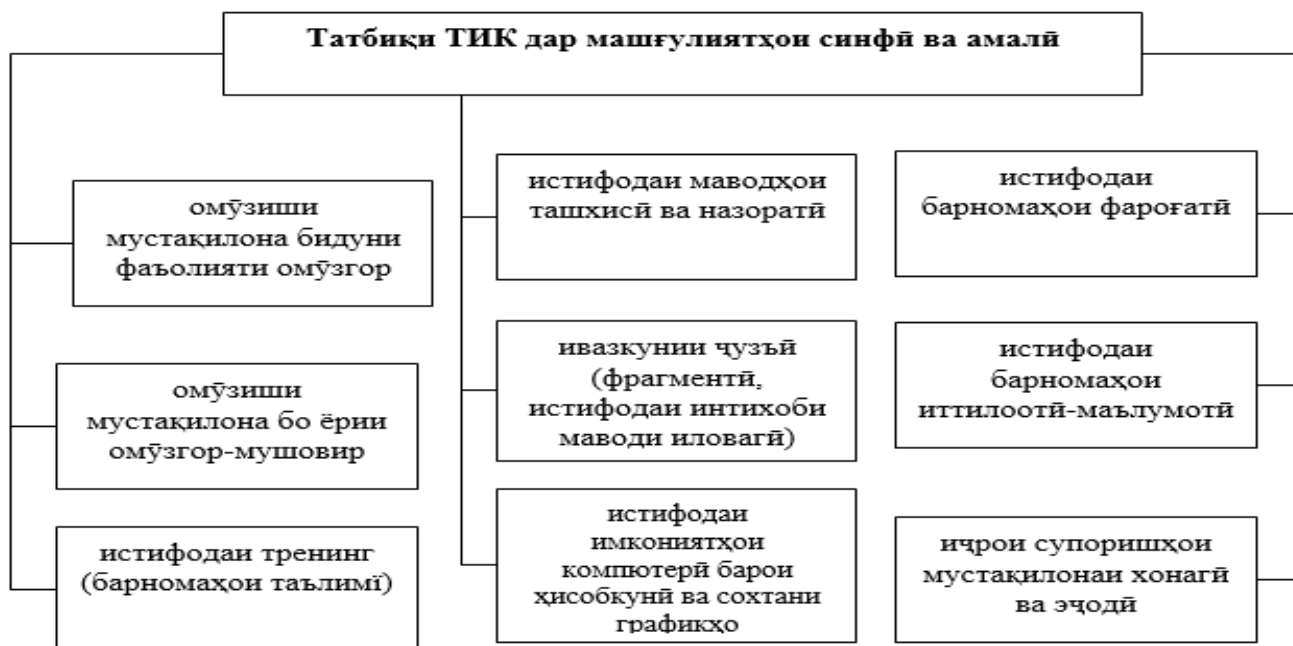 Татбиқи ТИК дар машғулиятҳои синфӣ ва амалӣ
омӯзиши
мустақилона бидуни
фаъолияти омӯзгор
омӯзиши
мустақилона бо ёрии
омӯзгор-мушовир
истифодаи тренинг
(барномаҳои таълимї)
истифодаи маводҳои
ташхисӣ ва назоратӣ
ивазкунии ҷузъӣ
(фрагментӣ,
истифодаи интихоби
маводи иловагӣ)
истифодаи
имкониятҳои
компютерӣ барои
ҳисобкунӣ ва сохтани
графикҳо
истифодаи
барномаҳои фароғатӣ
истифодаи
барномаҳои
иттилоотӣ-маълумотӣ
иҷрои супоришҳои
мустақилонаи хонагӣ
ва эҷодӣ